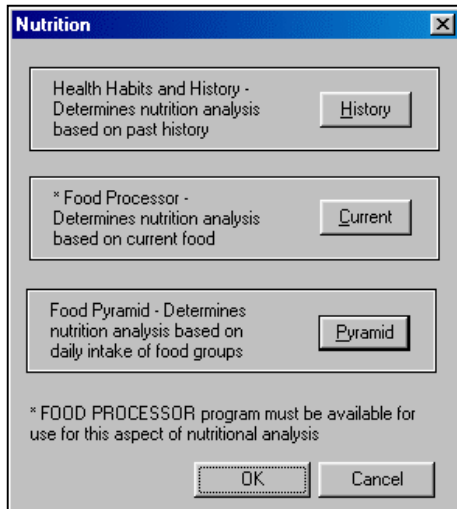 Nutrition
Health Habits and History -
Determines nutrition analysis
based on past history
History
* Food Processor -
Determines nutrition analysis
based on current food
Current
Food Pyramid - Determines
nutrition analysis based on
daily intake of food groups
Pyramid
* FOOD PROCESSOR program must be available for
use for this aspect of nutritional analysis
OK
Cancel